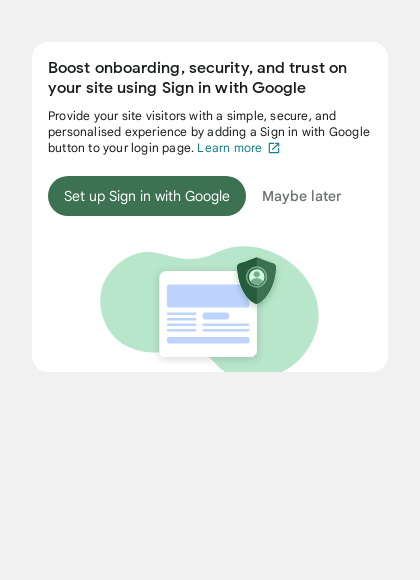 Boost onboarding, security, and trust on
your site using Sign in with Google
Provide your site visitors with a simple, secure, and
personalised experience by adding a Sign in with Google
button to your login page. Learn more
Set up Sign in with Google
Maybe later